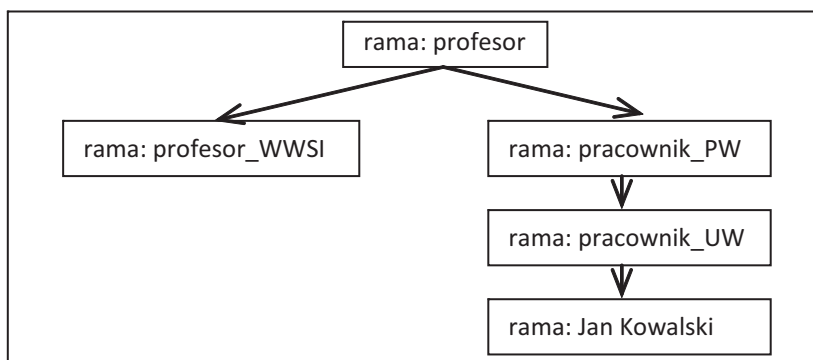 rama: profesor
rama: profesor_WWSI
rama: pracownik_PW
rama: pracownik_UW
rama: Jan Kowalski